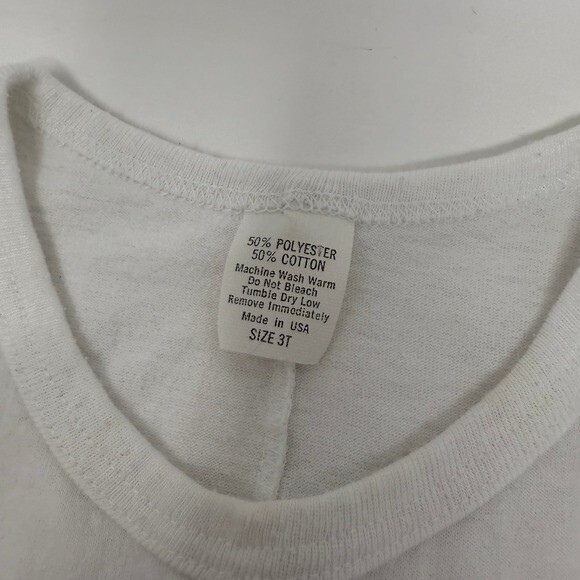 50% POLYESTER
50% COTTON
Machine Wash Warm
Do Not Bleach
Tumble Dry Low
Remove Immediately
Made in USA
SIZE 3T